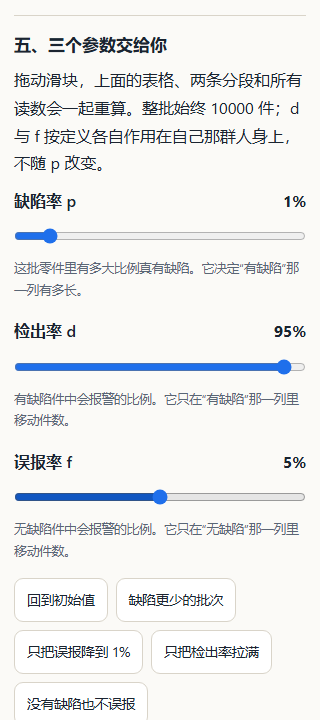 五、三个参数交给你
拖动滑块，上面的表格、两条分段和所有
读数会一起重算。整批始终 10000 件；d
与 f 按定义各自作用在自己那群人身上，
不随 p 改变。
缺陷率 p 1%
这批零件里有多大比例真有缺陷。它决定“有缺陷”那
一列有多长。
检出率 d 95%
有缺陷件中会报警的比例。它只在“有缺陷”那一列里
移动件数。
误报率 f 5%
无缺陷件中会报警的比例。它只在“无缺陷”那一列里
移动件数。
回到初始值 缺陷更少的批次
只把误报降到 1% 只把检出率拉满
没有缺陷也不误报